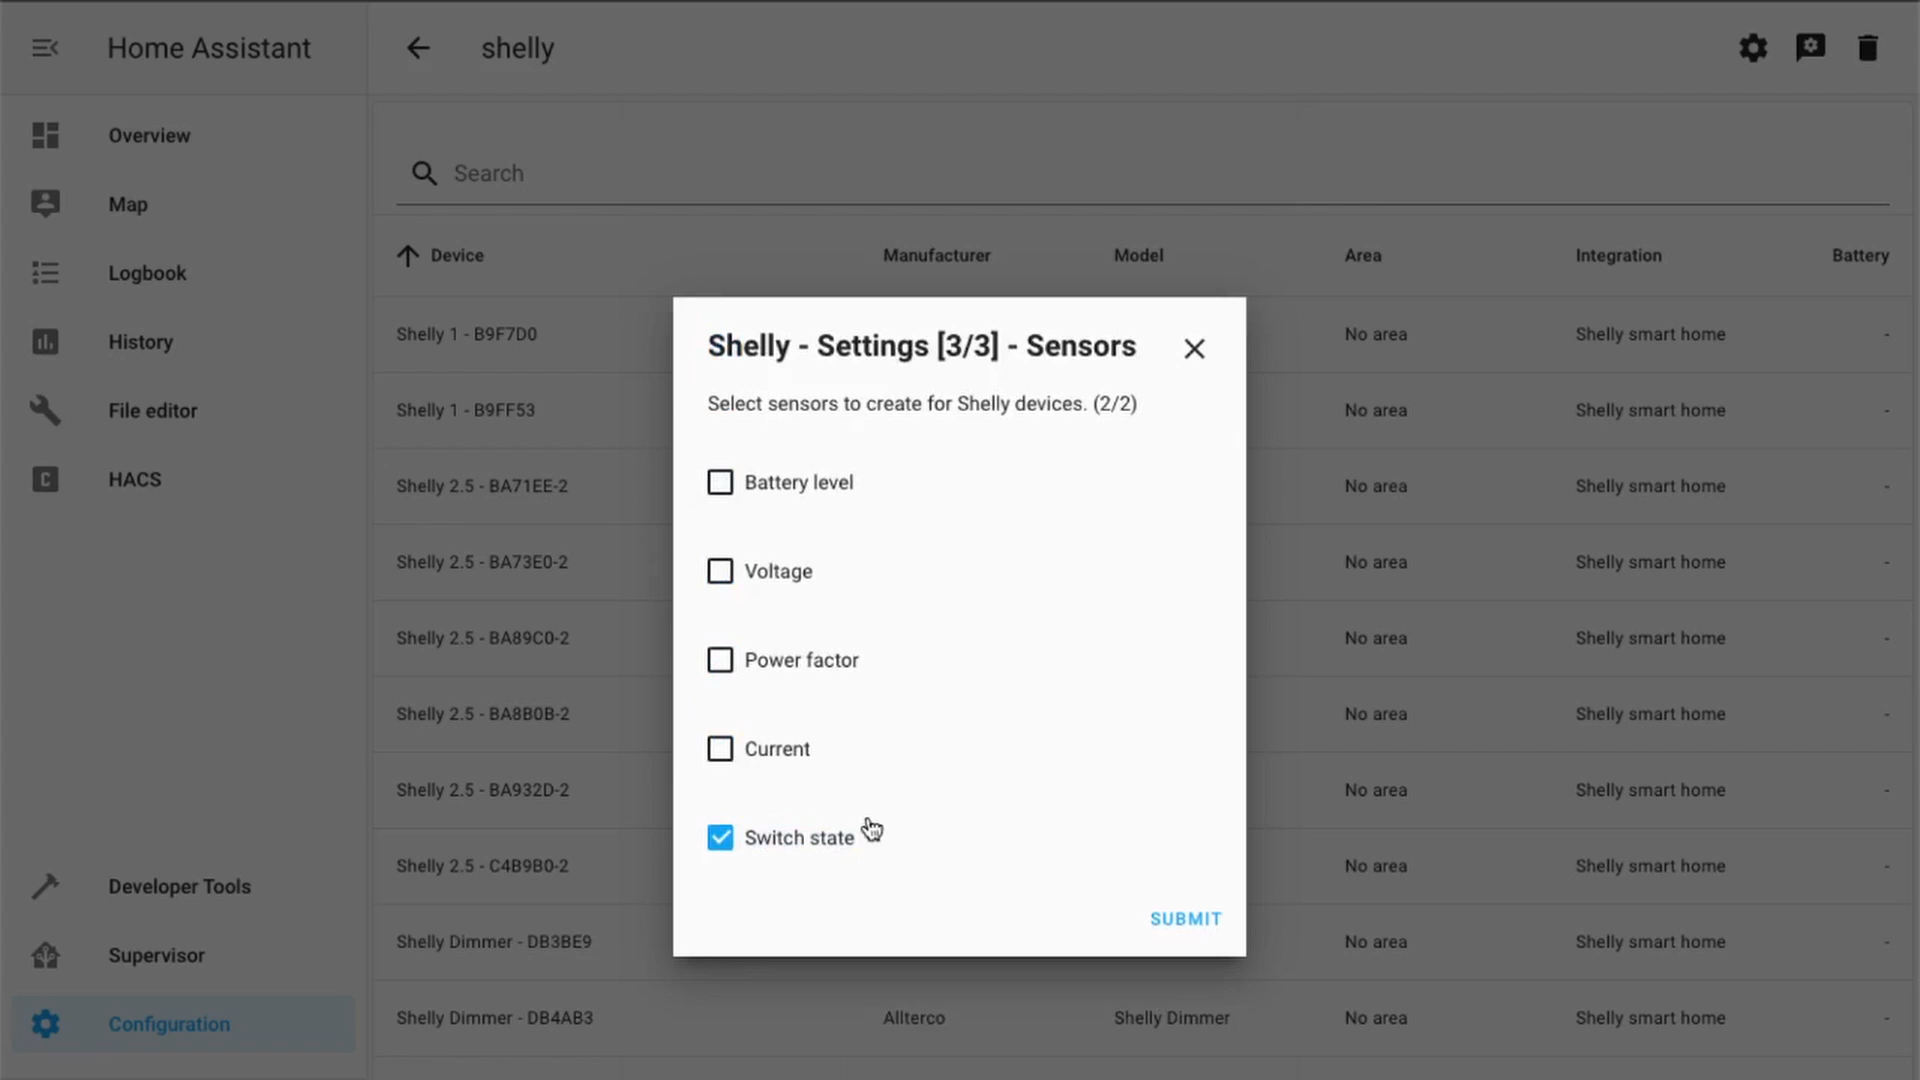 Home Assistant
shelly
Overview
Map
Logbook
History
File editor
C
HACS
Developer Tools
Supervisor
Configuration
Search
Device Manufacturer Model Area Integration Battery
Shelly 1 - B9F7D0 No area Shelly smart home -
Shelly 1 - B9FF53 No area Shelly smart home -
Shelly 2.5 - BA71EE-2 No area Shelly smart home -
Shelly 2.5 - BA73E0-2 No area Shelly smart home -
Shelly 2.5 - BA89C0-2 No area Shelly smart home -
Shelly 2.5 - BA8B0B-2 No area Shelly smart home -
Shelly 2.5 - BA932D-2 No area Shelly smart home -
Shelly 2.5 - C4B9B0-2 No area Shelly smart home -
Shelly Dimmer - DB3BE9 No area Shelly smart home -
Shelly Dimmer - DB4AB3 Allterco Shelly Dimmer No area Shelly smart home -
Shelly - Settings [3/3] - Sensors
Select sensors to create for Shelly devices. (2/2)
Battery level
Voltage
Power factor
Current
Switch state
SUBMIT